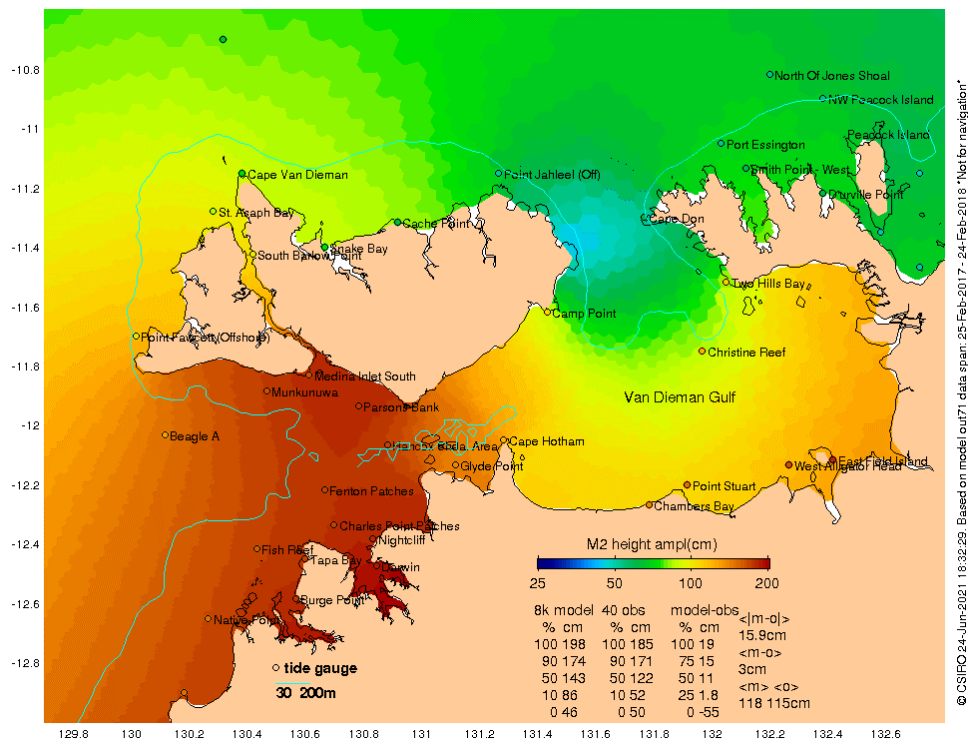 -10.8
North Of Jones Shoal
NW Peacock Island
-11
Peacock Island
Port Essington
Cape Van Dieman
Point Jahleel (Off)
Smith Point - West
-11.2
D'urville Point
St. Asaph Bay
Cache Point
Cape Don
-11.4
Snake Bay
South Barlow Point
Two Hills Bay
-11.6
Camp Point
Point Fawcett (Offshore)
Christine Reef
-11.8
Medina Inlet South
Munkunuwa
Van Dieman Gulf
Parsons Bank
-12
Beagle A
Area
Cape Hotham
Glyde Point
East Field Island
West Alligator Head
-12.2
Fenton Patches
Point Stuart
Chambers Bay
Charles Point Patches
-12.4
Nightcliff
Fish Reef
Tapa Bay
Darwin
M2 height ampl(cm)
25 50 100 200
-12.6
Burge Point
Native Point
8k model 40 obs model-obs
% cm % cm % cm
100 198 100 185 100 19
90 174 90 171 75 15
50 143 50 122 50 11
10 86 10 52 25 1.8
0 46 0 50 0 -55
<|m-o|>
15.9cm
<m-o>
3cm
<m> <o>
118 115cm
-12.8
tide gauge
30 200m
129.8 130 130.2 130.4 130.6 130.8 131 131.2 131.4 131.6 131.8 132 132.2 132.4 132.6
© CSIRO 24-Jun-2021 18:32:29. Based on model out71 data span: 25-Feb-2017 - 24-Feb-2018 *Not for navigation*